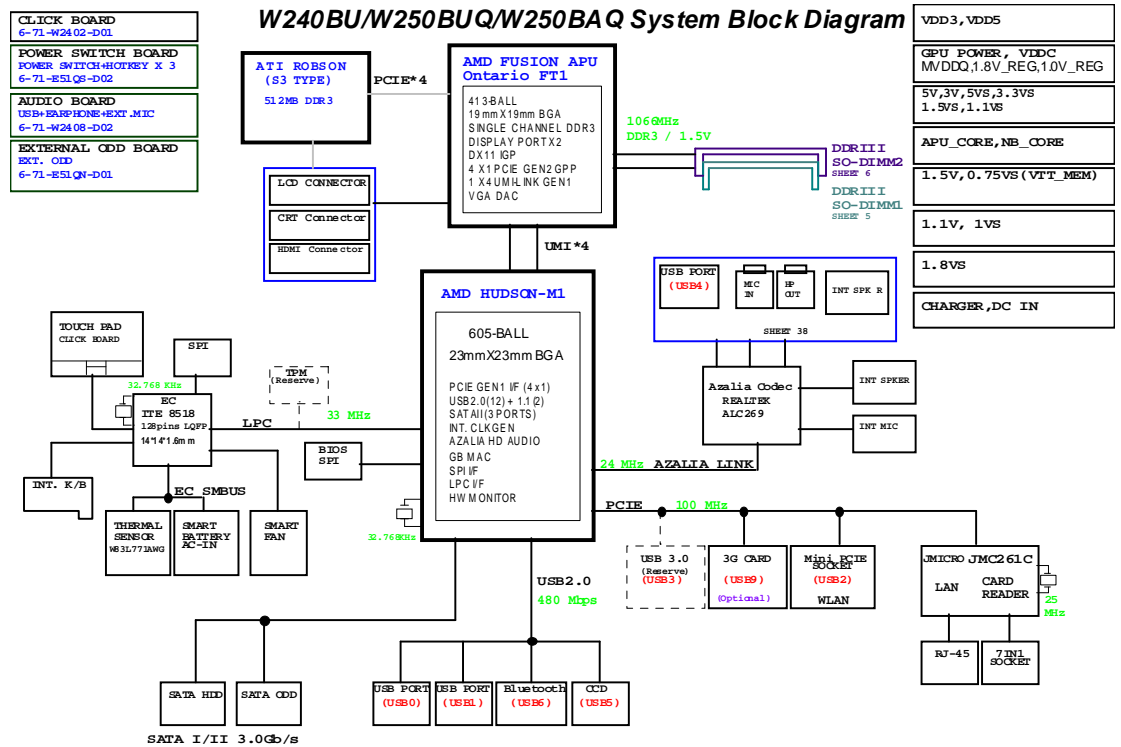 W240BU/W250BUQ/W250BAQ System Block Diagram
CLICK BOARD
6-71-W2402-D01
POWER SWITCH BOARD
POWER SWITCH+HOTKEY X 3
6-71-E51QS-D02
AUDIO BOARD
USB+EARPHONE+EXT.MIC
6-71-W2408-D02
EXTERNAL ODD BOARD
EXT. ODD
6-71-E51QN-D01
ATI ROBSON
(S3 TYPE)
512MB DDR3
PCIE*4
AMD FUSION APU
Ontario FT1
413-BALL
19mmX19mm BGA
SINGLE CHANNEL DDR3
DISPLAY PORTX2
DX11 IGP
4 X1 PCIE GEN2 GPP
1 X4 UMI-LINK GEN1
VGA DAC
1066MHz
DDR3 / 1.5V
DDRIII
SO-DIMM2
SHEET 6
DDRIII
SO-DIMM1
SHEET 5
VDD3,VDD5
GPU POWER, VDDC
MVDDQ,1.8V_REG,1.0V_REG
5V,3V,5VS,3.3VS
1.5VS,1.1VS
APU_CORE,NB_CORE
1.5V,0.75VS(VTT_MEM)
1.1V, 1VS
1.8VS
CHARGER,DC IN
LCD CONNECTOR
CRT Connector
HDMI Connector
UMI*4
AMD HUDSON-M1
605-BALL
23mmX23mm BGA
PCIE GEN1 I/F (4 x1)
USB2.0(12) + 1.1 (2)
SATAII(3 PORTS)
INT. CLKGEN
AZALIA HD AUDIO
GB MAC
SPI I/F
LPC I/F
HW MONITOR
USB PORT
(USB4)
MIC
IN
HP
OUT
INT SPK R
SHEET 38
Azalia Codec
REALTEK
ALC269
INT SPKER
INT MIC
24 MHz AZALIA LINK
TOUCH PAD
CLICK BOARD
SPI
32.768 KHz
EC
ITE 8518
128pins LQFP
14*14*1.6mm
TPM
(Reserve)
LPC
33 MHz
BIOS
SPI
INT. K/B
EC SMBUS
THERMAL
SENSOR
W83L771AWG
SMART
BATTERY
AC-IN
SMART
FAN
32.768KHz
PCIE
100 MHz
USB 3.0
(Reserve)
(USB3)
3G CARD
(USB9)
(Optional)
Mini PCIE
SOCKET
(USB2)
WLAN
JMICRO JMC261C
LAN
CARD
READER
25
MHz
RJ-45
7IN1
SOCKET
USB2.0
480 Mbps
SATA HDD
SATA ODD
SATA I/II 3.0Gb/s
USB PORT
(USB0)
USB PORT
(USB1)
Bluetooth
(USB6)
CCD
(USB5)